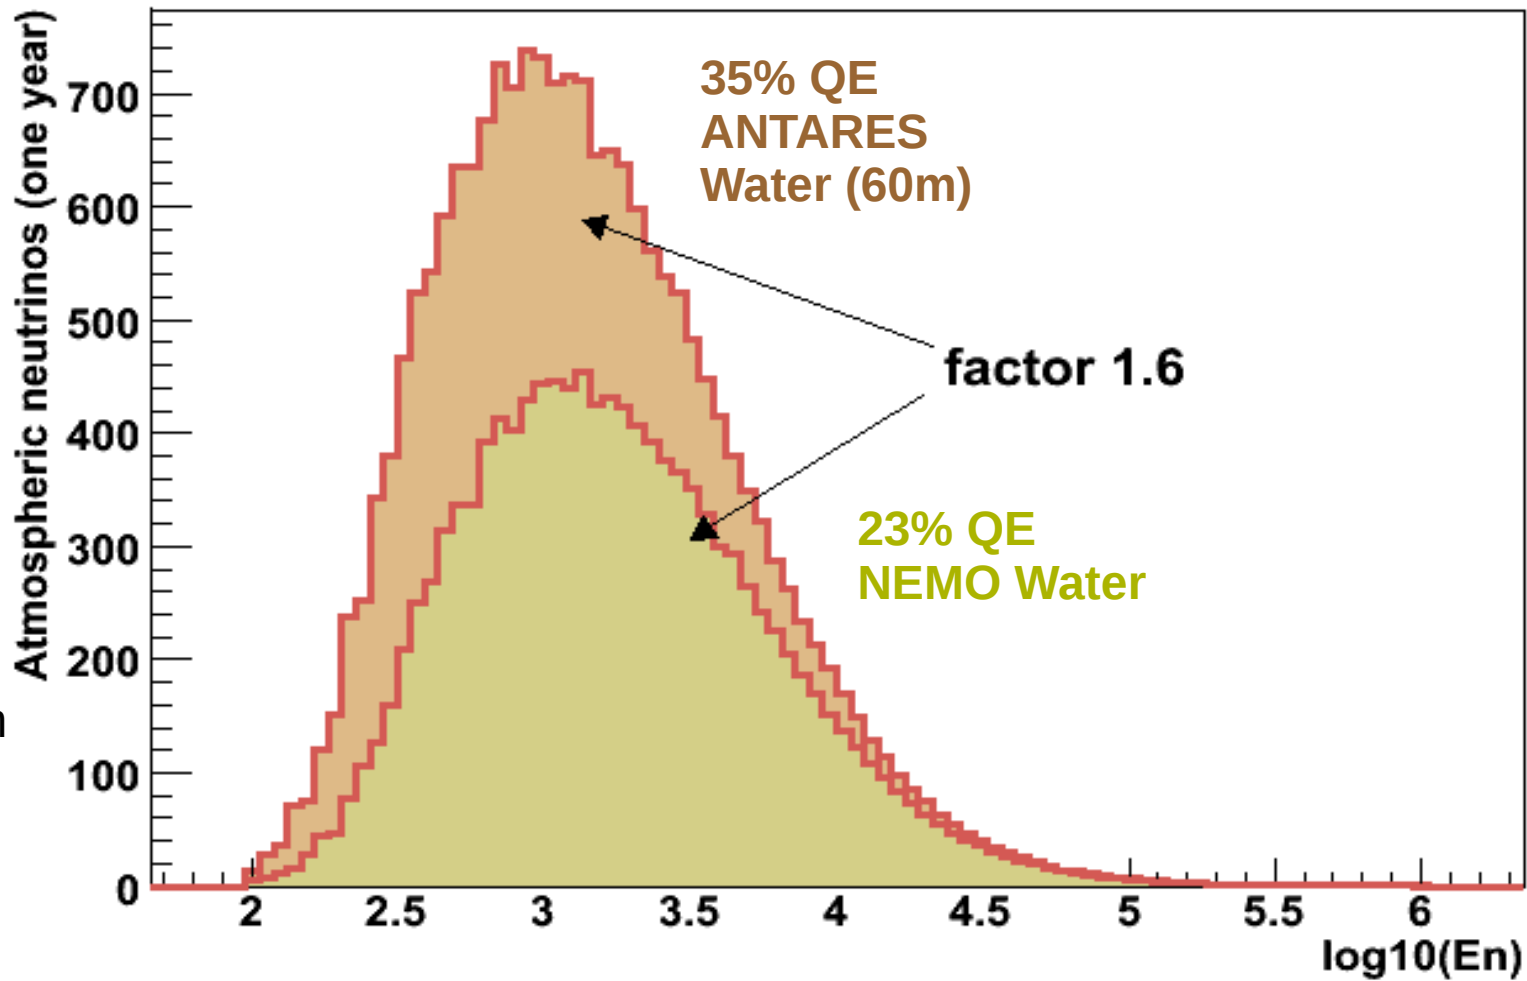 Atmospheric neutrinos (one year)
700
600
500
400
300
200
100
0
35% QE
ANTARES
Water (60m)
factor 1.6
23% QE
NEMO Water
2 2.5 3 3.5 4 4.5 5 5.5 6
log10(En)